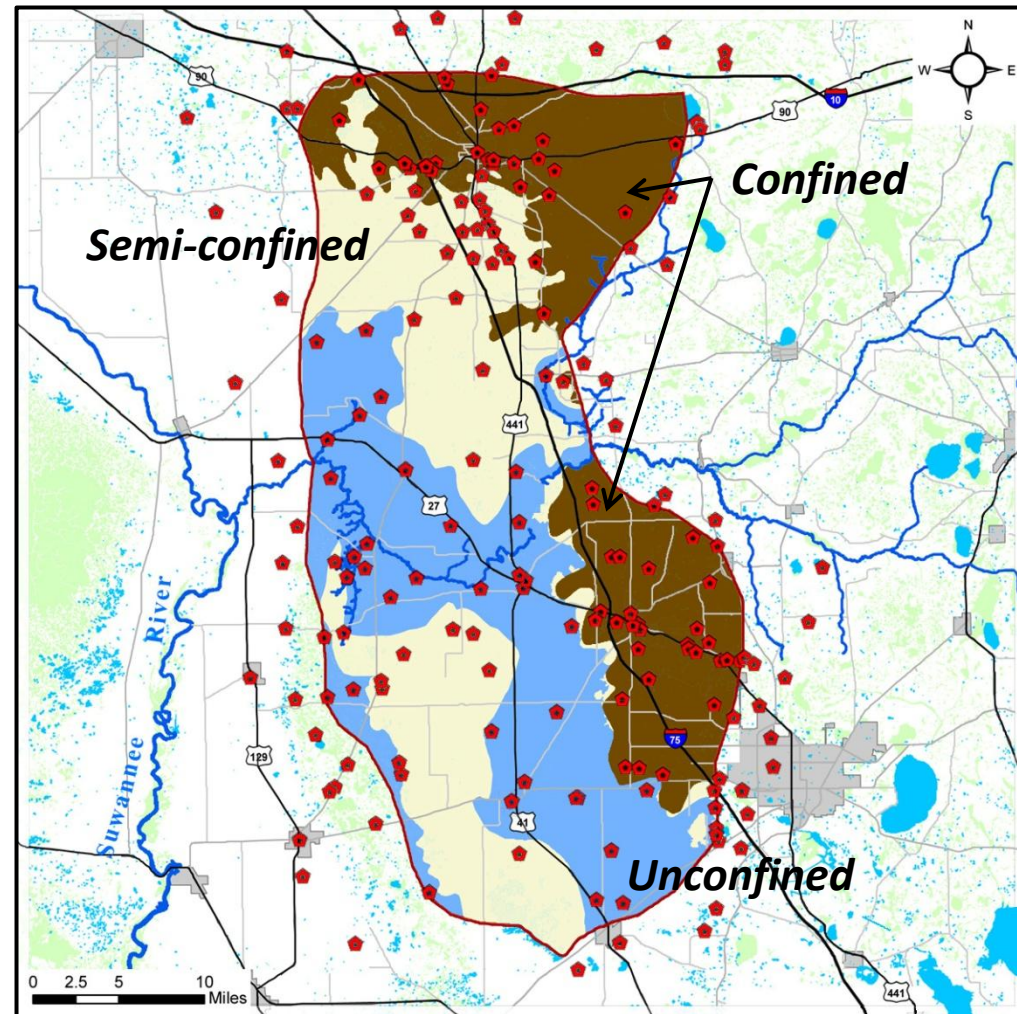 N
W E
S
90
10
90
Confined
Semi-confined
441
27
Suwannee River
75
129
41
Unconfined
441
0 2.5 5 10
Miles